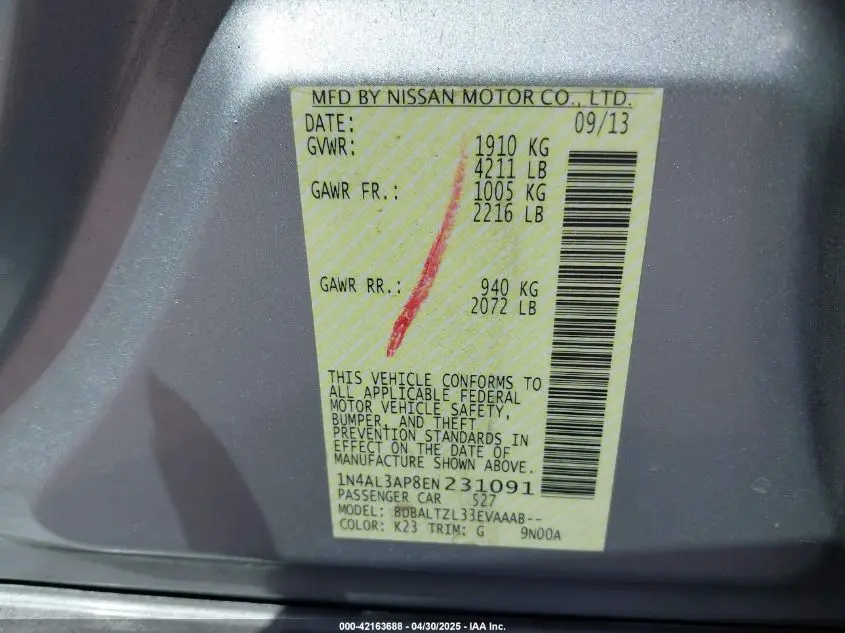 MFD BY NISSAN MOTOR CO., LTD.
DATE: 09/13
GVWR: 1910 KG
4211 LB
GAWR FR.: 1005 KG
2216 LB
GAWR RR.: 940 KG
2072 LB
THIS VEHICLE CONFORMS TO
ALL APPLICABLE FEDERAL
MOTOR VEHICLE SAFETY,
BUMPER, AND THEFT
PREVENTION STANDARDS IN
EFFECT ON THE DATE OF
MANUFACTURE SHOWN ABOVE.
1N4AL3AP8EN231091
PASSENGER CAR 527
MODEL: BDBALTZL33EVAAAB--
COLOR: K23 TRIM: G 9N00A
000-42163688 - 04/30/2025 - IAA Inc.